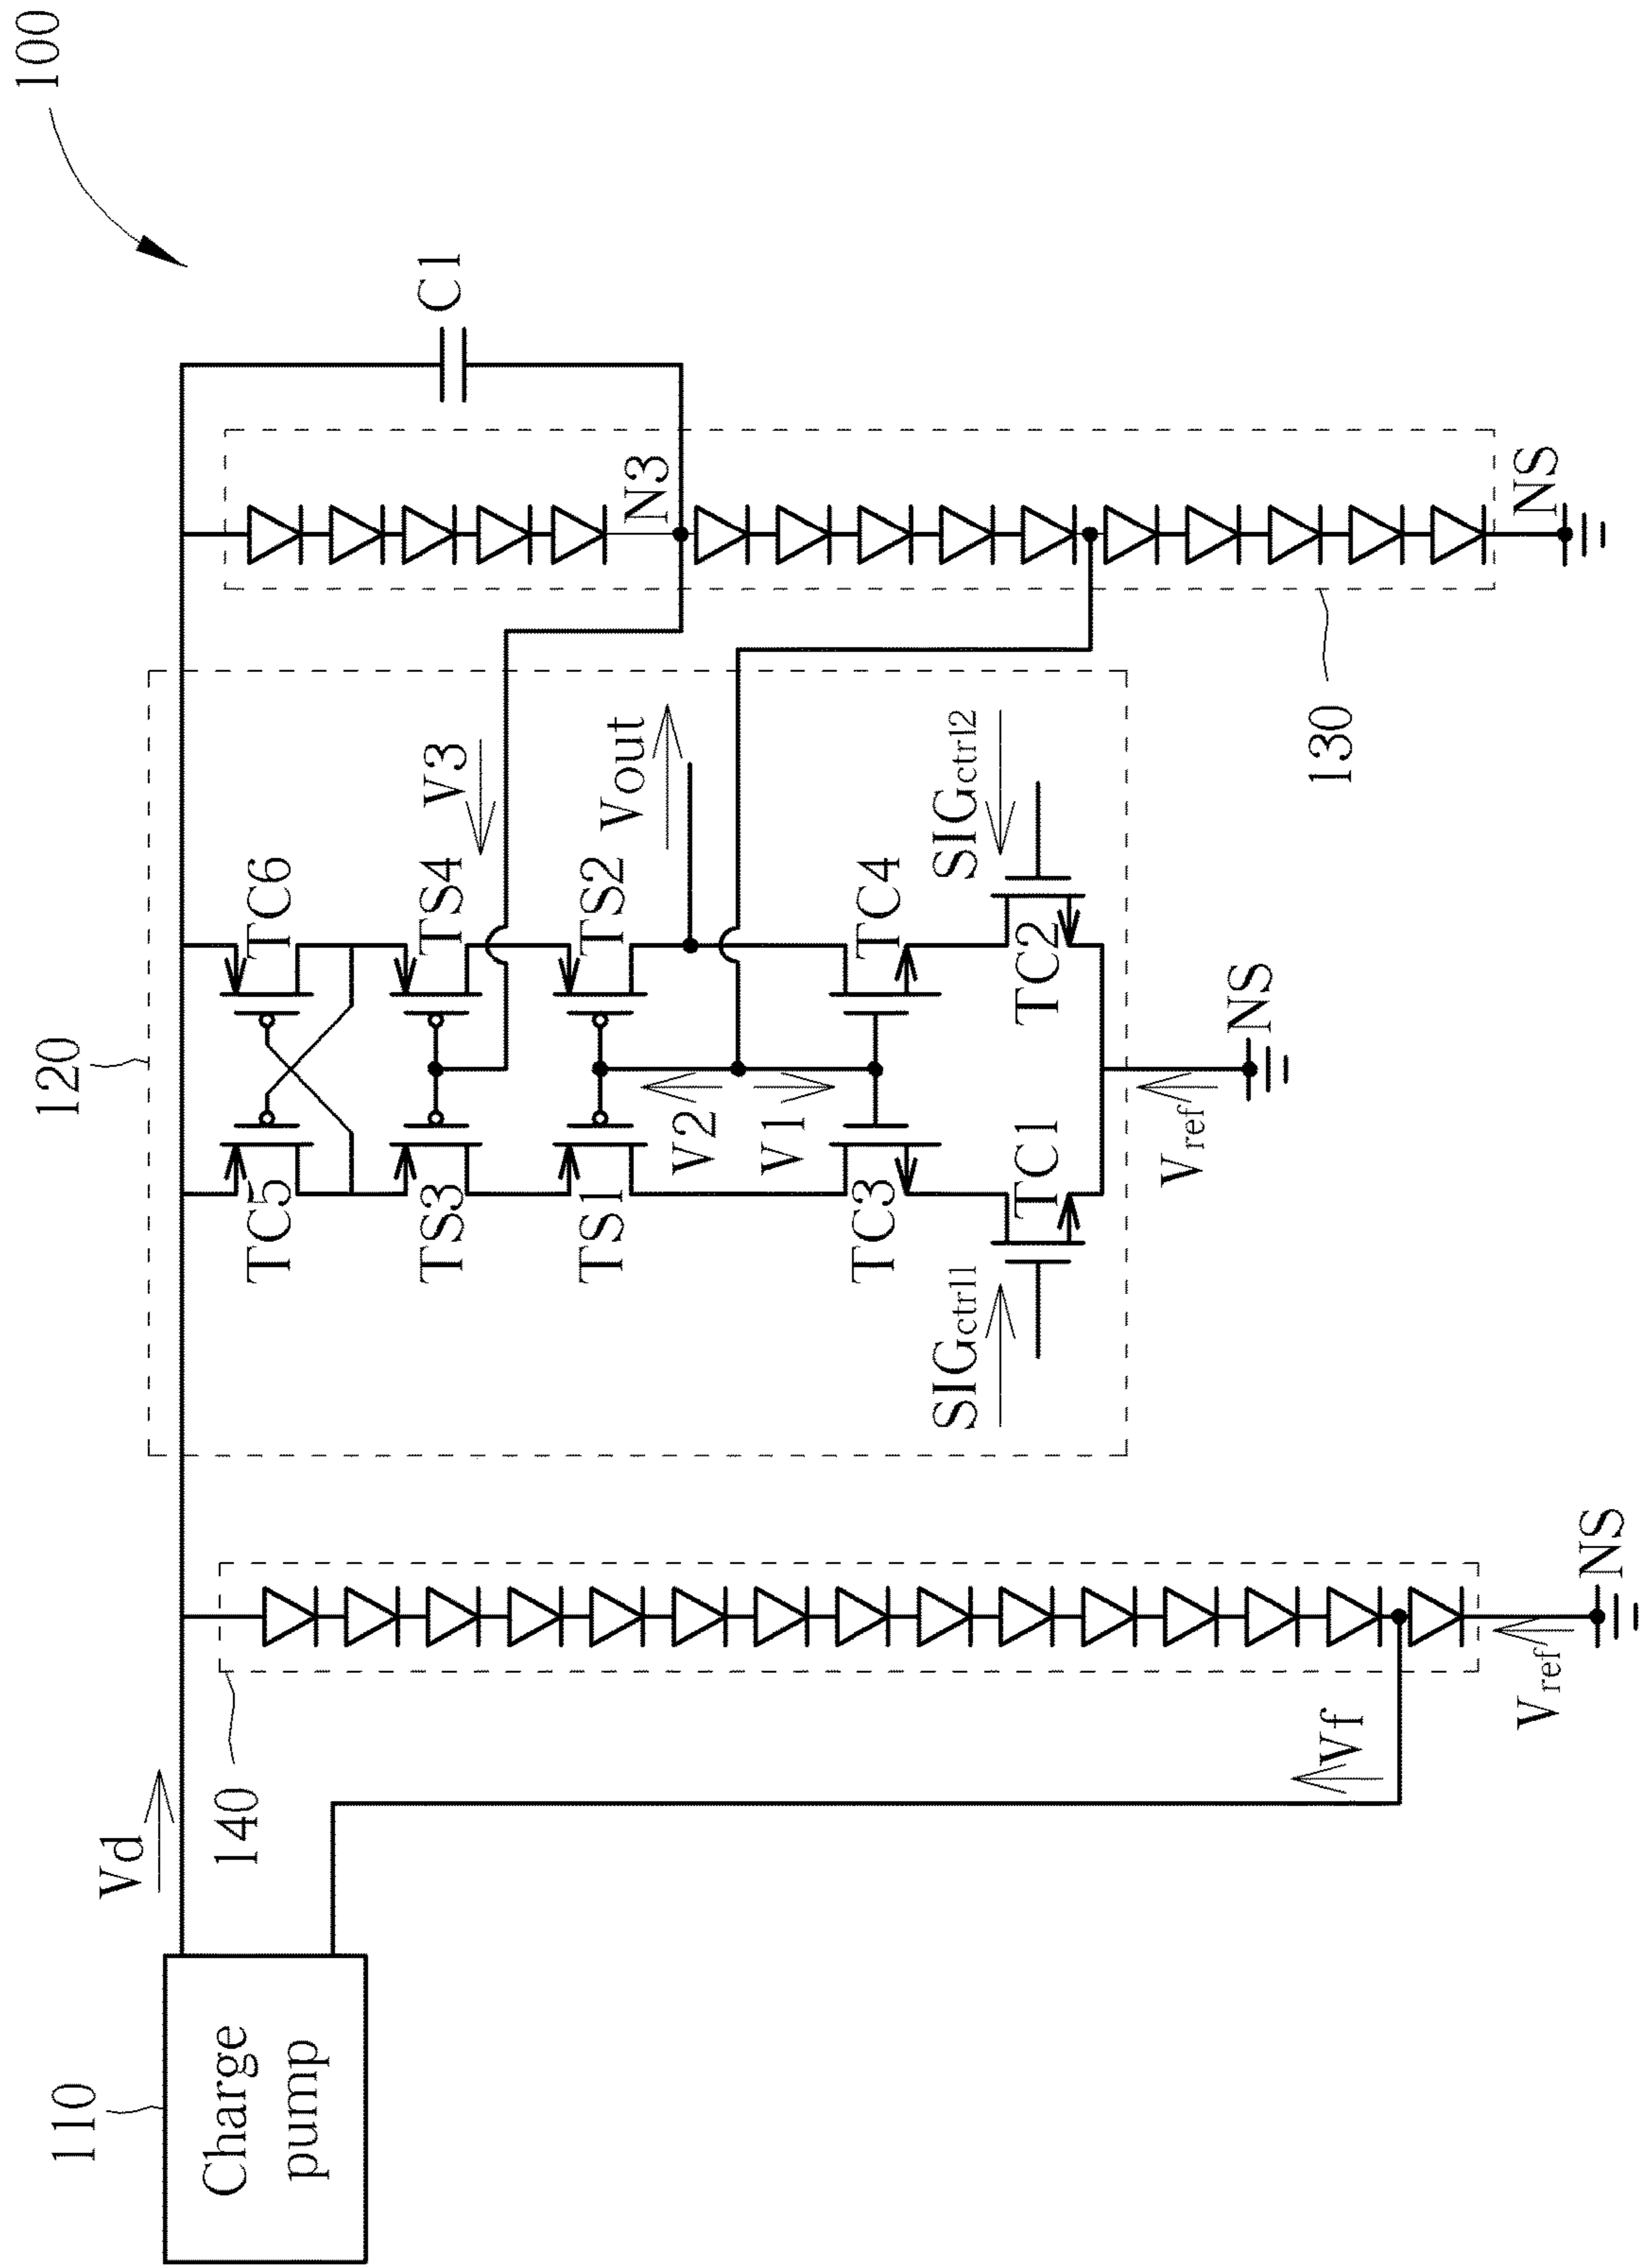 100
120
110
Charge
pump
Vd
140
Vf
Vref
NS
TC5
TC6
TS3
TS4
V3
C1
TS1
TS2
Vout
N3
V2
V1
TC3
TC4
SIGctrl1
SIGctrl2
TC1
TC2
Vref
NS
130
NS